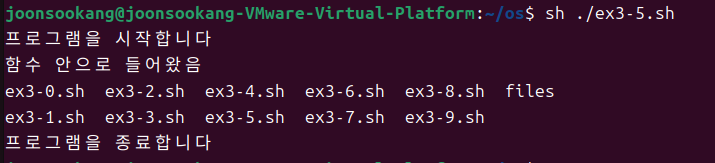 joonsookang@joonsookang-VMware-Virtual-Platform:~/os$ sh ./ex3-5.sh
프로그램을 시작합니다
함수 안으로 들어왔음
ex3-0.sh  ex3-2.sh  ex3-4.sh  ex3-6.sh  ex3-8.sh  files
ex3-1.sh  ex3-3.sh  ex3-5.sh  ex3-7.sh  ex3-9.sh
프로그램을 종료합니다